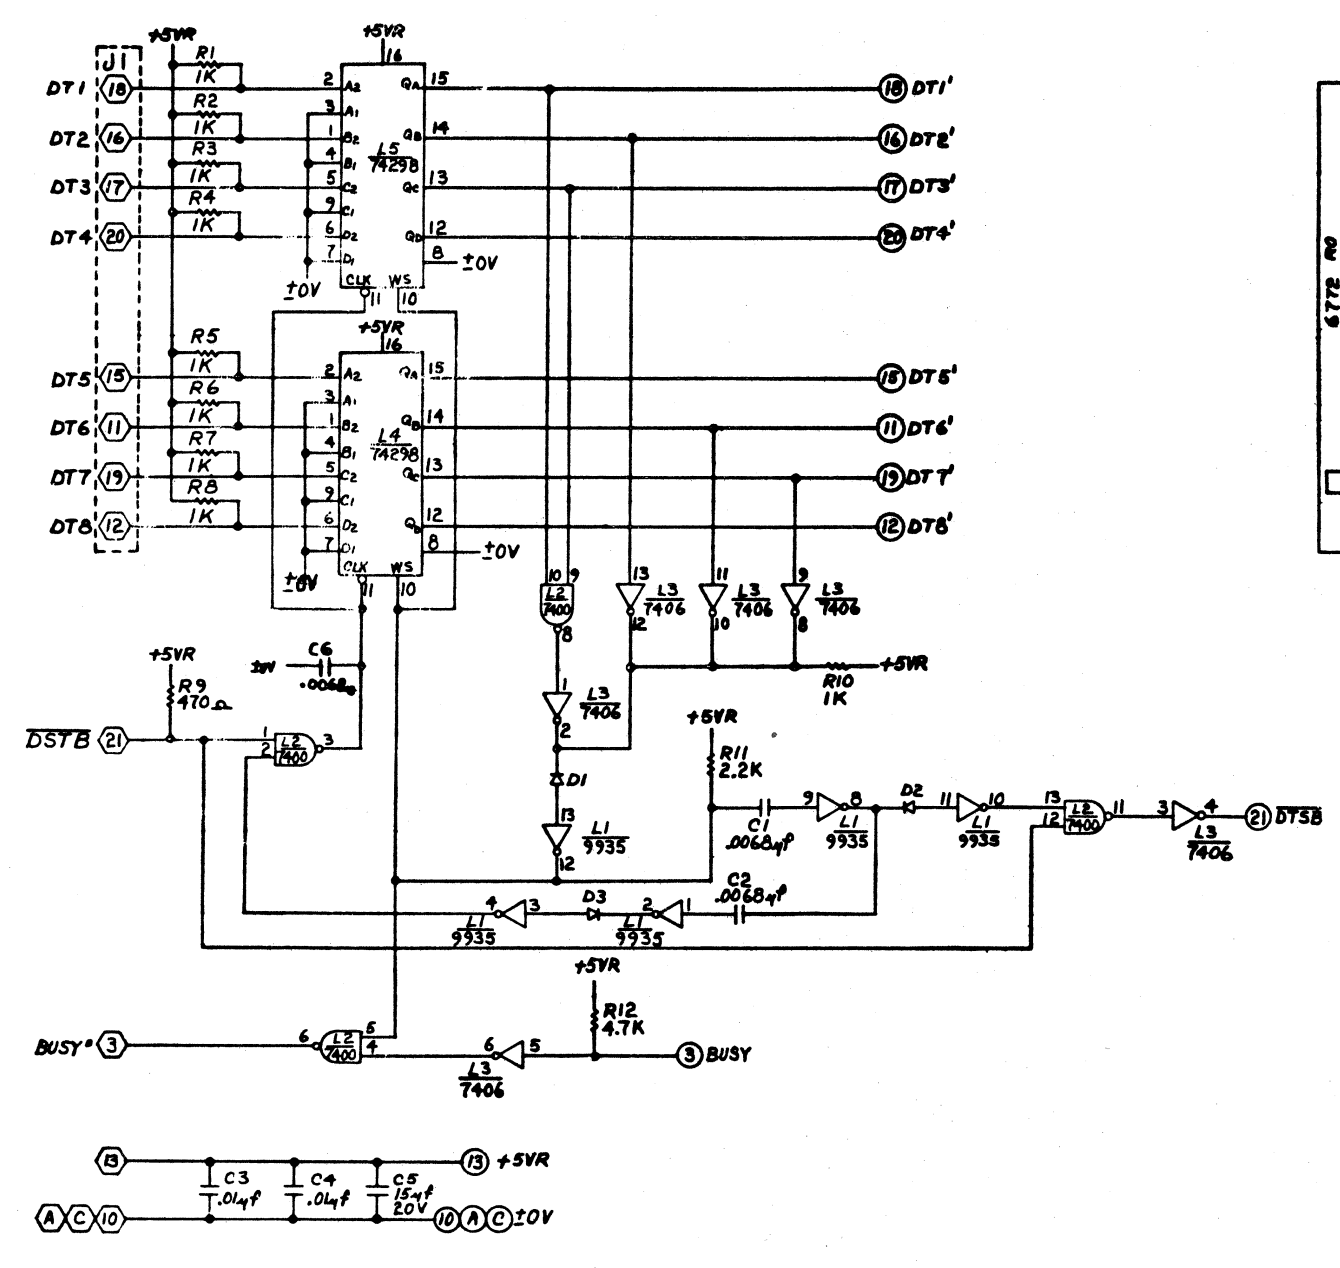 +5VR
+5VR
J1
R1
16
DT1 18
1K
2 A2
QA 15
18 DT1'
R2
3 A1
DT2 16
1K
1 B2
QB 14
16 DT2'
R3
4 B1
L5
74298
DT3 17
1K
5 C2
QC 13
17 DT3'
R4
9 C1
DT4 20
1K
6 D2
QD 12
20 DT4'
7 D1
8 ±0V
±0V
CLK WS
11 10
6772 RO
+5VR
16
R5
DT5 15
1K
2 A2
QA 15
15 DT5'
R6
3 A1
DT6 11
1K
1 B2
QB 14
11 DT6'
R7
4 B1
L4
74298
DT7 19
1K
5 C2
QC 13
19 DT7'
R8
9 C1
DT8 12
1K
6 D2
QD 12
12 DT8'
7 D1
8 ±0V
±0V
CLK WS
11 10
10 9
L2
7400
8
13
L3
7406
12
11
L3
7406
10
9
L3
7406
8
+5VR
R9
470Ω
C6
±0V
.0068
R10
1K
+5VR
1
L3
7406
2
+5VR
R11
2.2K
DSTB 21
1
2
L2
7400
3
D1
13
L1
9935
12
C1
.0068µf
9
8
L1
9935
D2
11
10
L1
9935
13
12
L2
7400
11
3
4
L3
7406
21 DTSB
C2
.0068µf
4
3
L1
9935
D3
2
1
L1
9935
+5VR
R12
4.7K
BUSY' 3
6
L2
7400
5
4
6
5
L3
7406
3 BUSY
13
13 +5VR
C3
.01µf
C4
.01µf
C5
15µf
20V
A C 10
10 A C ±0V